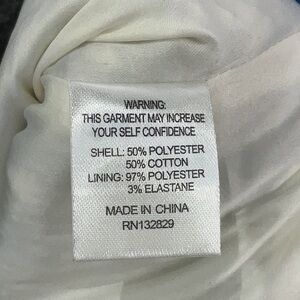 WARNING:
THIS GARMENT MAY INCREASE
YOUR SELF CONFIDENCE
SHELL: 50% POLYESTER
50% COTTON
LINING: 97% POLYESTER
3% ELASTANE
MADE IN CHINA
RN132829